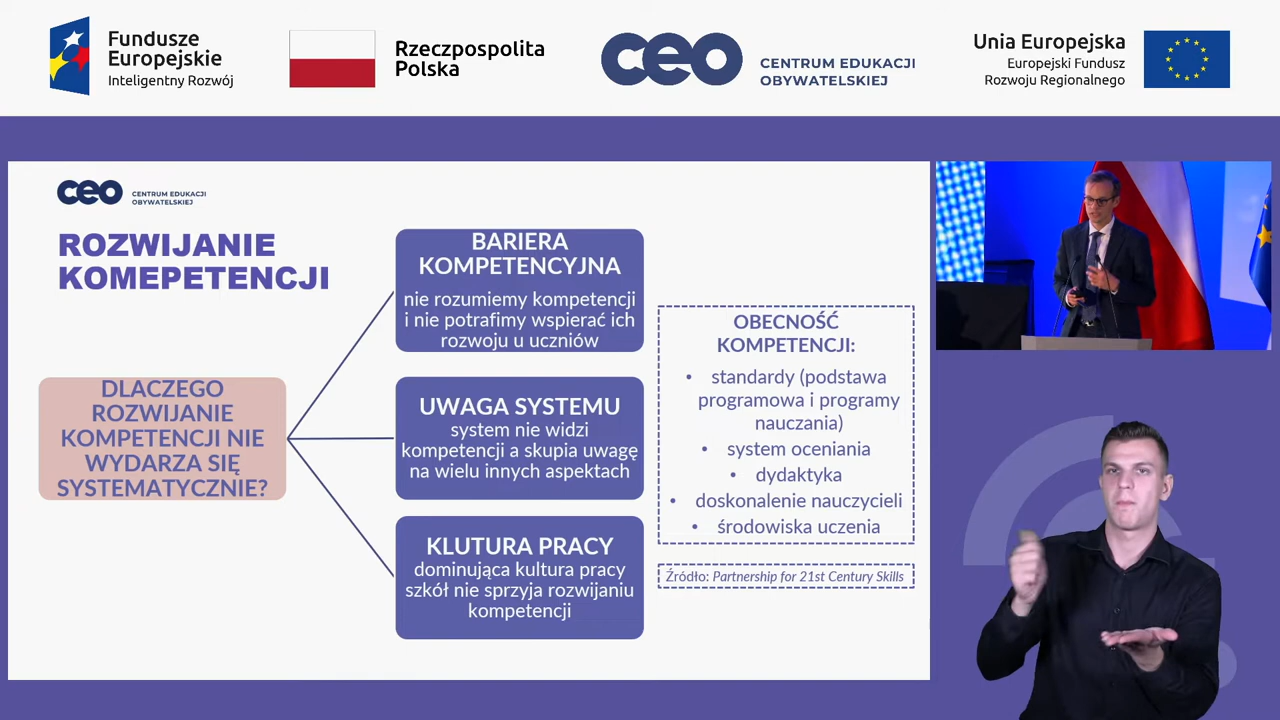 Fundusze
Europejskie
Inteligentny Rozwój
Rzeczpospolita
Polska
ceo
CENTRUM EDUKACJI
OBYWATELSKIEJ
Unia Europejska
Europejski Fundusz
Rozwoju Regionalnego
ceo
CENTRUM EDUKACJI
OBYWATELSKIEJ
ROZWIJANIE
KOMEPETENCJI
DLACZEGO
ROZWIJANIE
KOMPETENCJI NIE
WYDARZA SIĘ
SYSTEMATYCZNIE?
BARIERA
KOMPETENCYJNA
nie rozumiemy kompetencji
i nie potrafimy wspierać ich
rozwoju u uczniów
UWAGA SYSTEMU
system nie widzi
kompetencji a skupia uwagę
na wielu innych aspektach
KLUTURA PRACY
dominująca kultura pracy
szkół nie sprzyja rozwijaniu
kompetencji
OBECNOŚĆ
KOMPETENCJI:
• standardy (podstawa
programowa i programy
nauczania)
• system oceniania
• dydaktyka
• doskonalenie nauczycieli
• środowiska uczenia
Źródło: Partnership for 21st Century Skills